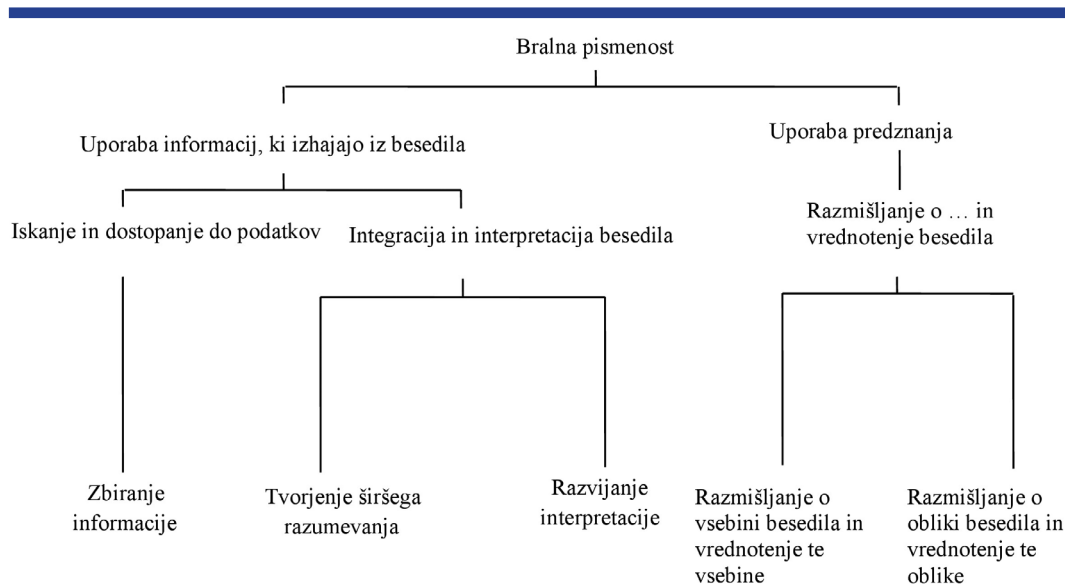 Bralna pismenost
Uporaba informacij, ki izhajajo iz besedila
Uporaba predznanja
Iskanje in dostopanje do podatkov
Integracija in interpretacija besedila
Razmišljanje o … in
vrednotenje besedila
Zbiranje
informacije
Tvorjenje širšega
razumevanja
Razvijanje
interpretacije
Razmišljanje o
vsebini besedila in
vrednotenje te
vsebine
Razmišljanje o
obliki besedila in
vrednotenje te
oblike